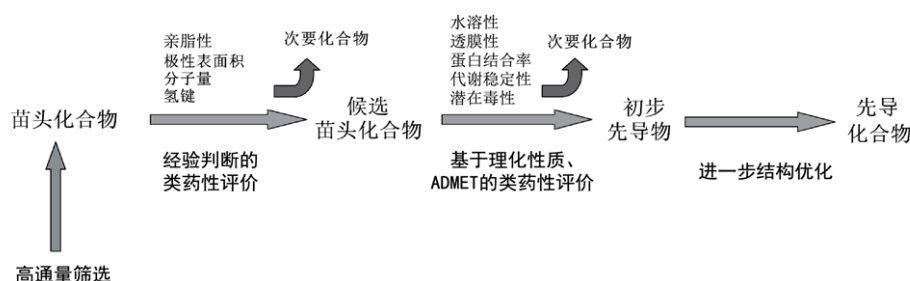 亲脂性
极性表面积
分子量
氢键
次要化合物
水溶性
透膜性
蛋白结合率
代谢稳定性
潜在毒性
次要化合物
苗头化合物
候选
苗头化合物
初步
先导物
先导
化合物
经验判断的
类药性评价
基于理化性质、
ADMET的类药性评价
进一步结构优化
高通量筛选